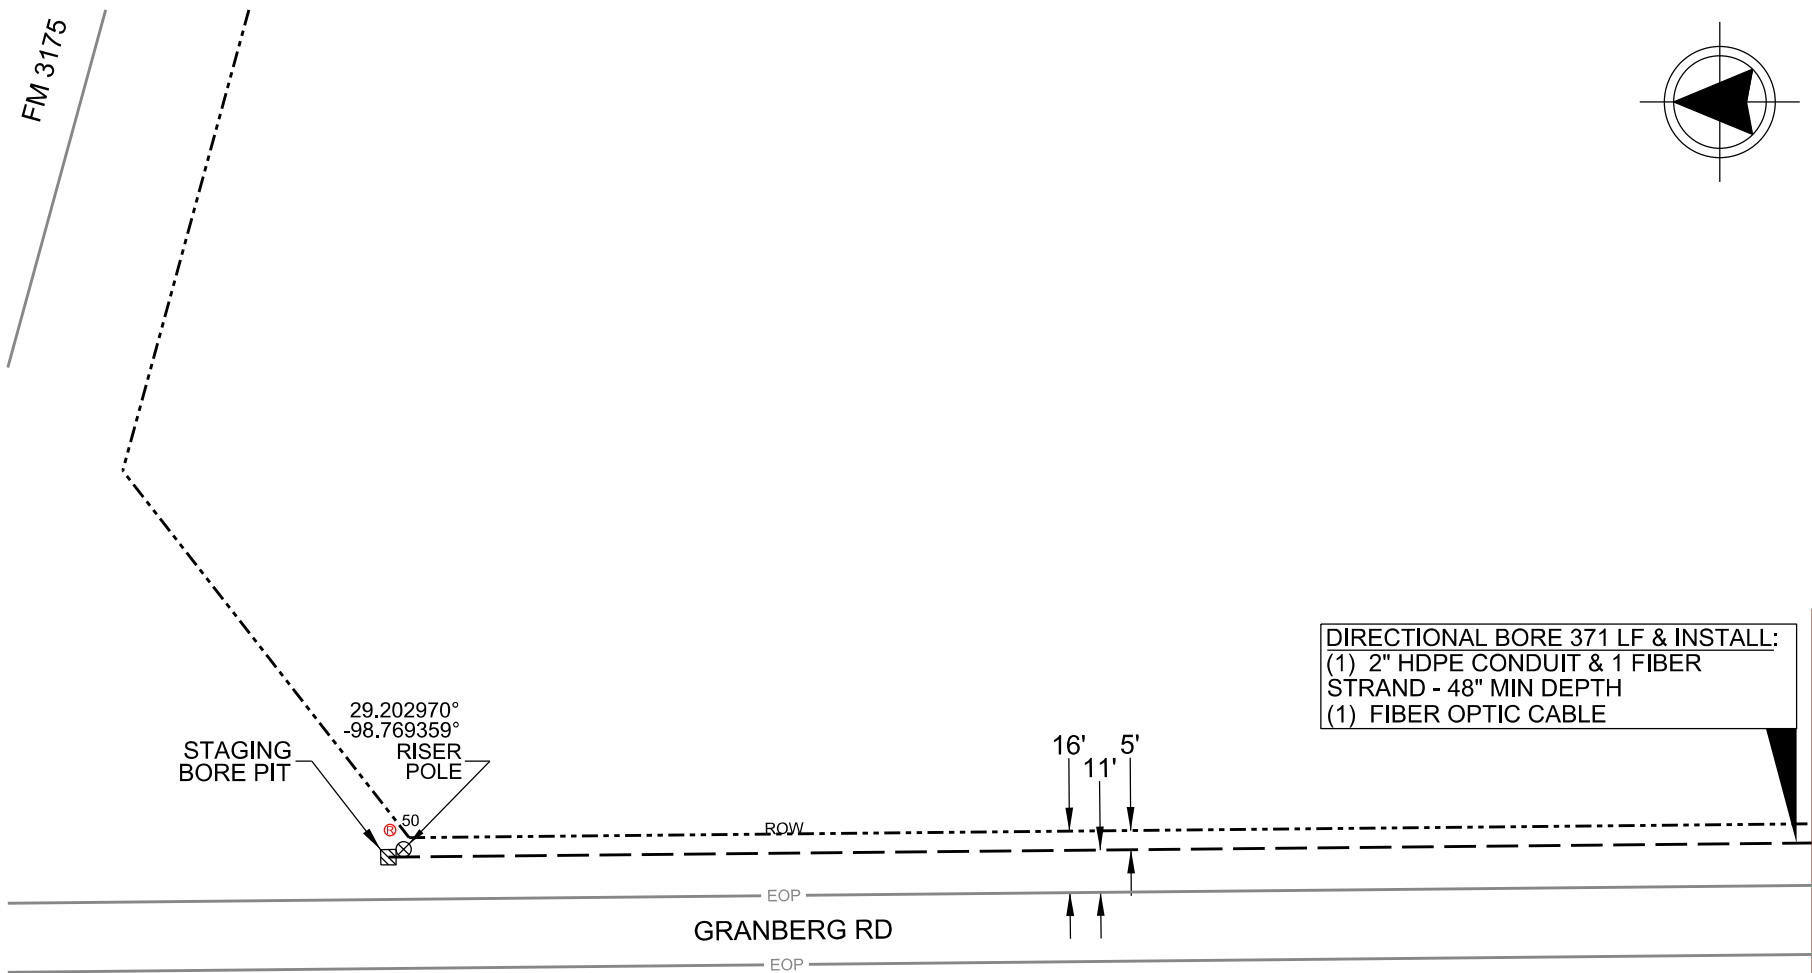 FM 3175
DIRECTIONAL BORE 371 LF & INSTALL:
(1) 2" HDPE CONDUIT & 1 FIBER
STRAND - 48" MIN DEPTH
(1) FIBER OPTIC CABLE
29.202970°
-98.769359°
RISER
POLE
STAGING
BORE PIT
16'
11'
5'
R
50
ROW
EOP
GRANBERG RD
EOP